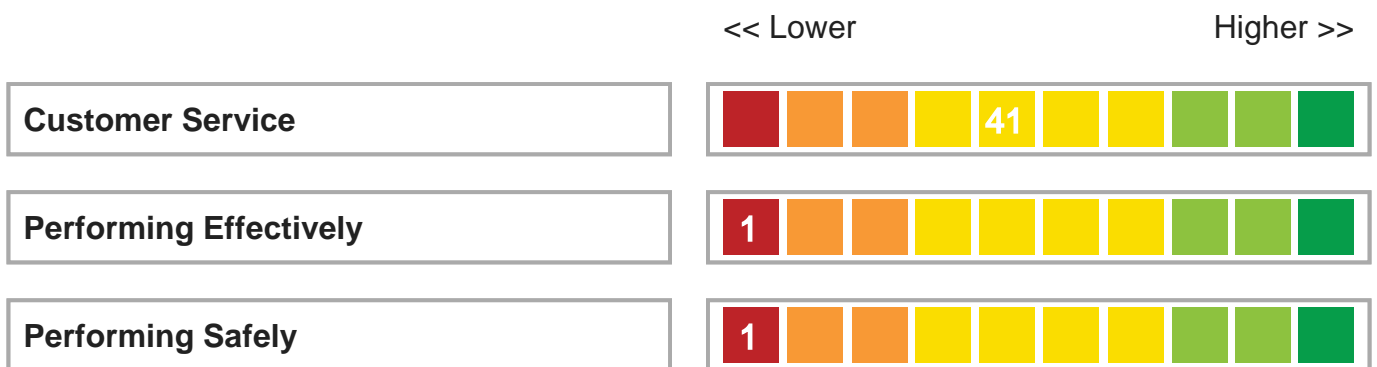 << Lower Higher >>
Customer Service 41
Performing Effectively 1
Performing Safely 1